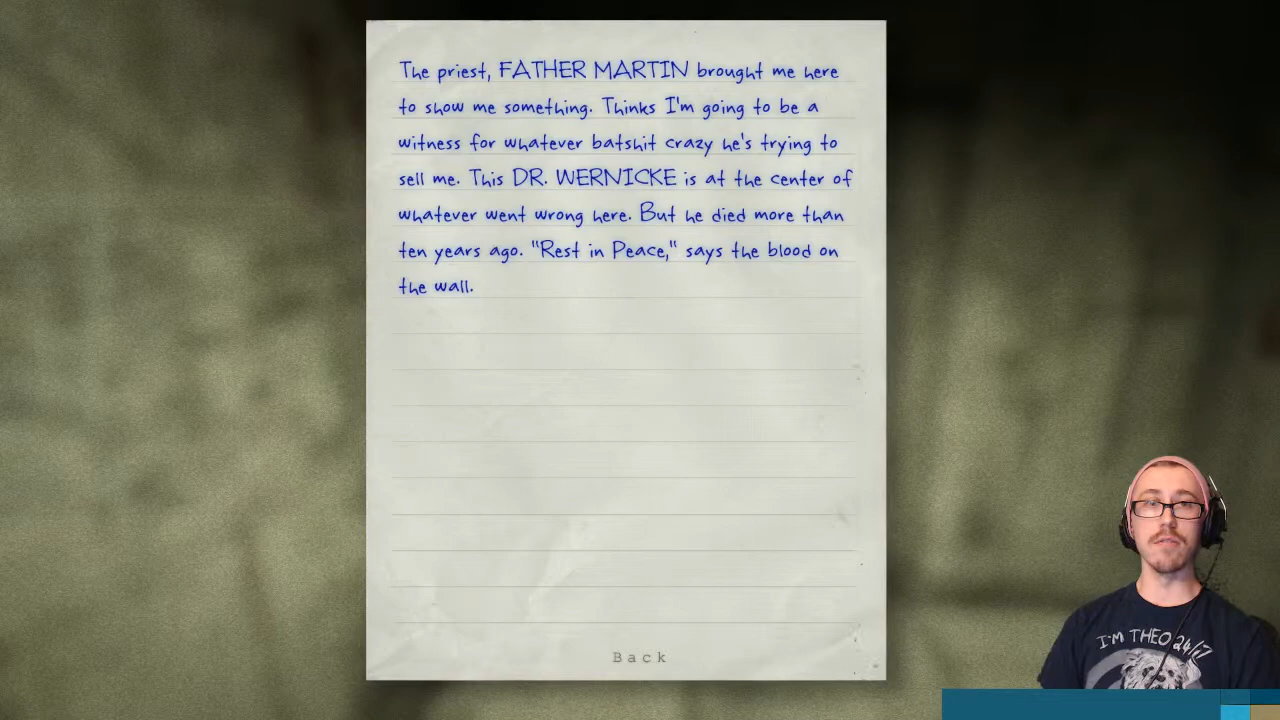 The priest, FATHER MARTIN brought me here
to show me something. Thinks I'm going to be a
witness for whatever batshit crazy he's trying to
sell me. This DR. WERNICKE is at the center of
whatever went wrong here. But he died more than
ten years ago. "Rest in Peace," says the blood on
the wall.
Back
I'M THEO 24/7